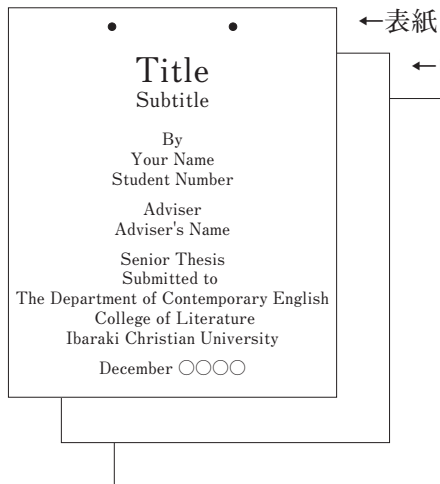 ←表紙
←
Title
Subtitle
By
Your Name
Student Number
Adviser
Adviser's Name
Senior Thesis
Submitted to
The Department of Contemporary English
College of Literature
Ibaraki Christian University
December ○○○○